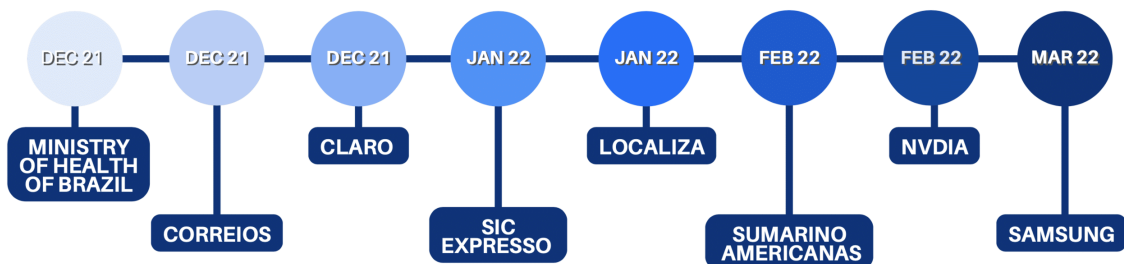 DEC 21
DEC 21
DEC 21
JAN 22
JAN 22
FEB 22
FEB 22
MAR 22
MINISTRY
OF HEALTH
OF BRAZIL
CORREIOS
CLARO
SIC
EXPRESSO
LOCALIZA
SUMARINO
AMERICANAS
NVDIA
SAMSUNG